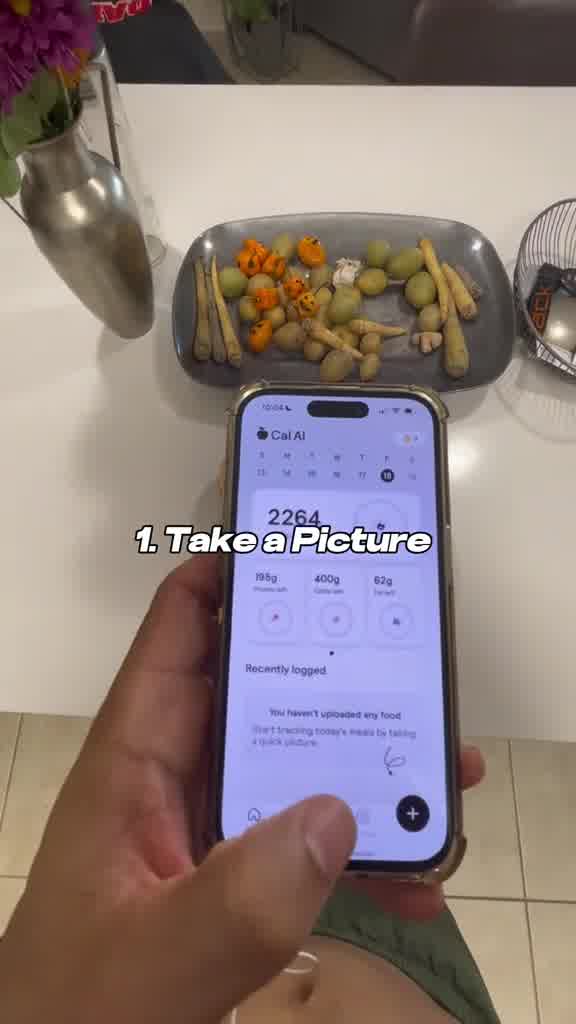 10:04
Cal AI
S M T W T F S
13 14 15 16 17 18 19
2264
1. Take a Picture
195g 400g 62g
Protein left Carbs left Fat left
Recently logged
You haven't uploaded any food
Start tracking today's meals by taking
a quick picture
+